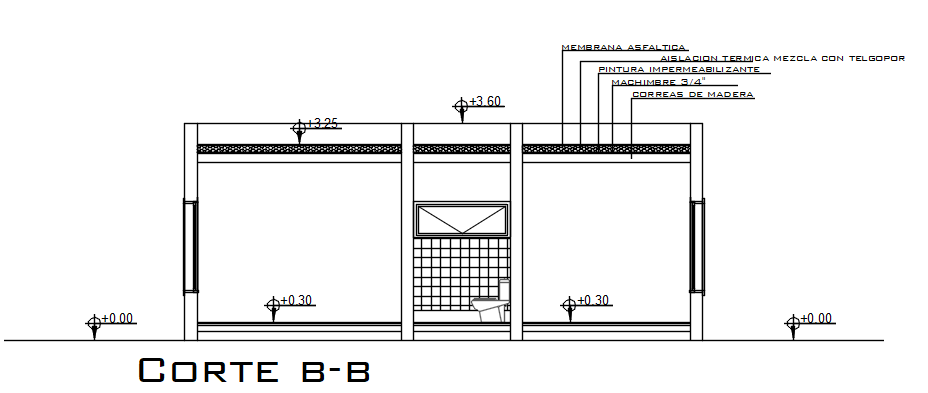 MEMBRANA ASFALTICA
AISLACION TERMICA MEZCLA CON TELGOPOR
PINTURA IMPERMEABILIZANTE
MACHIMBRE 3/4"
CORREAS DE MADERA
+3.60
+3.25
+0.30
+0.30
+0.00
+0.00
CORTE B-B